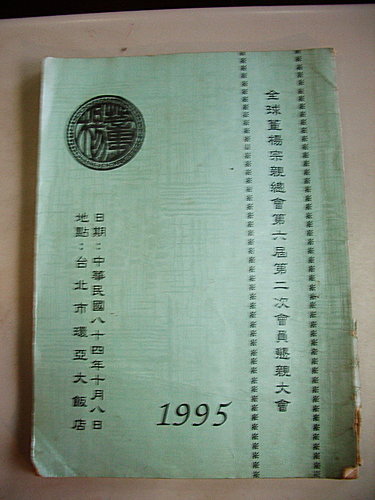 全球董楊宗親總會第六屆第二次會員懇親大會
日期：中華民國八十四年十月八日
地點：台北市環亞大飯店
1995
董楊